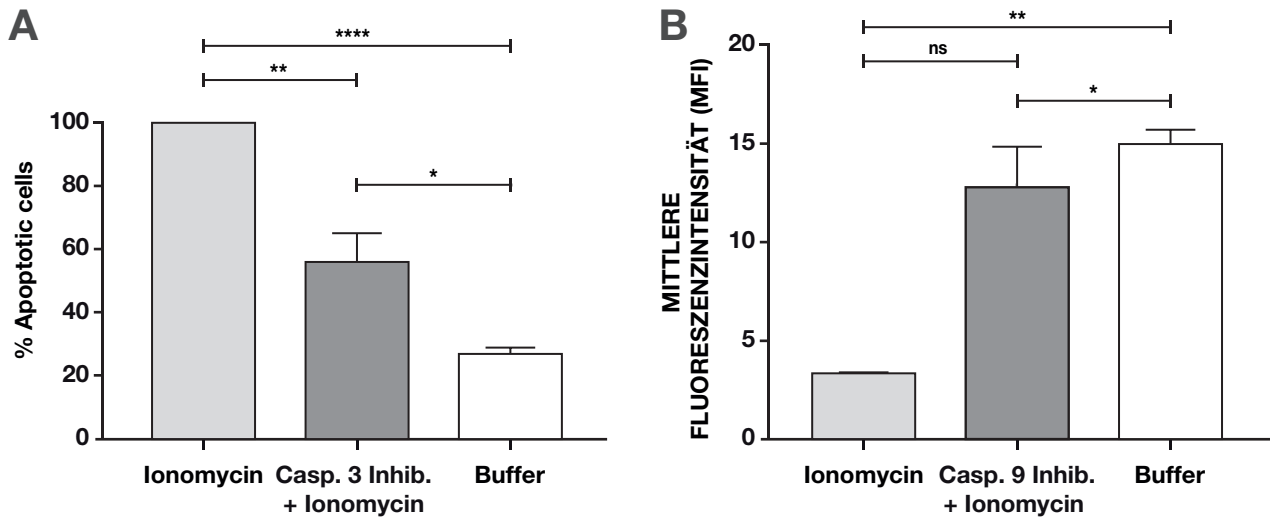 A
****
**
*
% Apoptotic cells
100
80
60
40
20
0
Ionomycin
Casp. 3 Inhib.
+ Ionomycin
Buffer
B
**
ns
*
MITTLERE
FLUORESZENZINTENSITÄT (MFI)
20
15
10
5
0
Ionomycin
Casp. 9 Inhib.
+ Ionomycin
Buffer